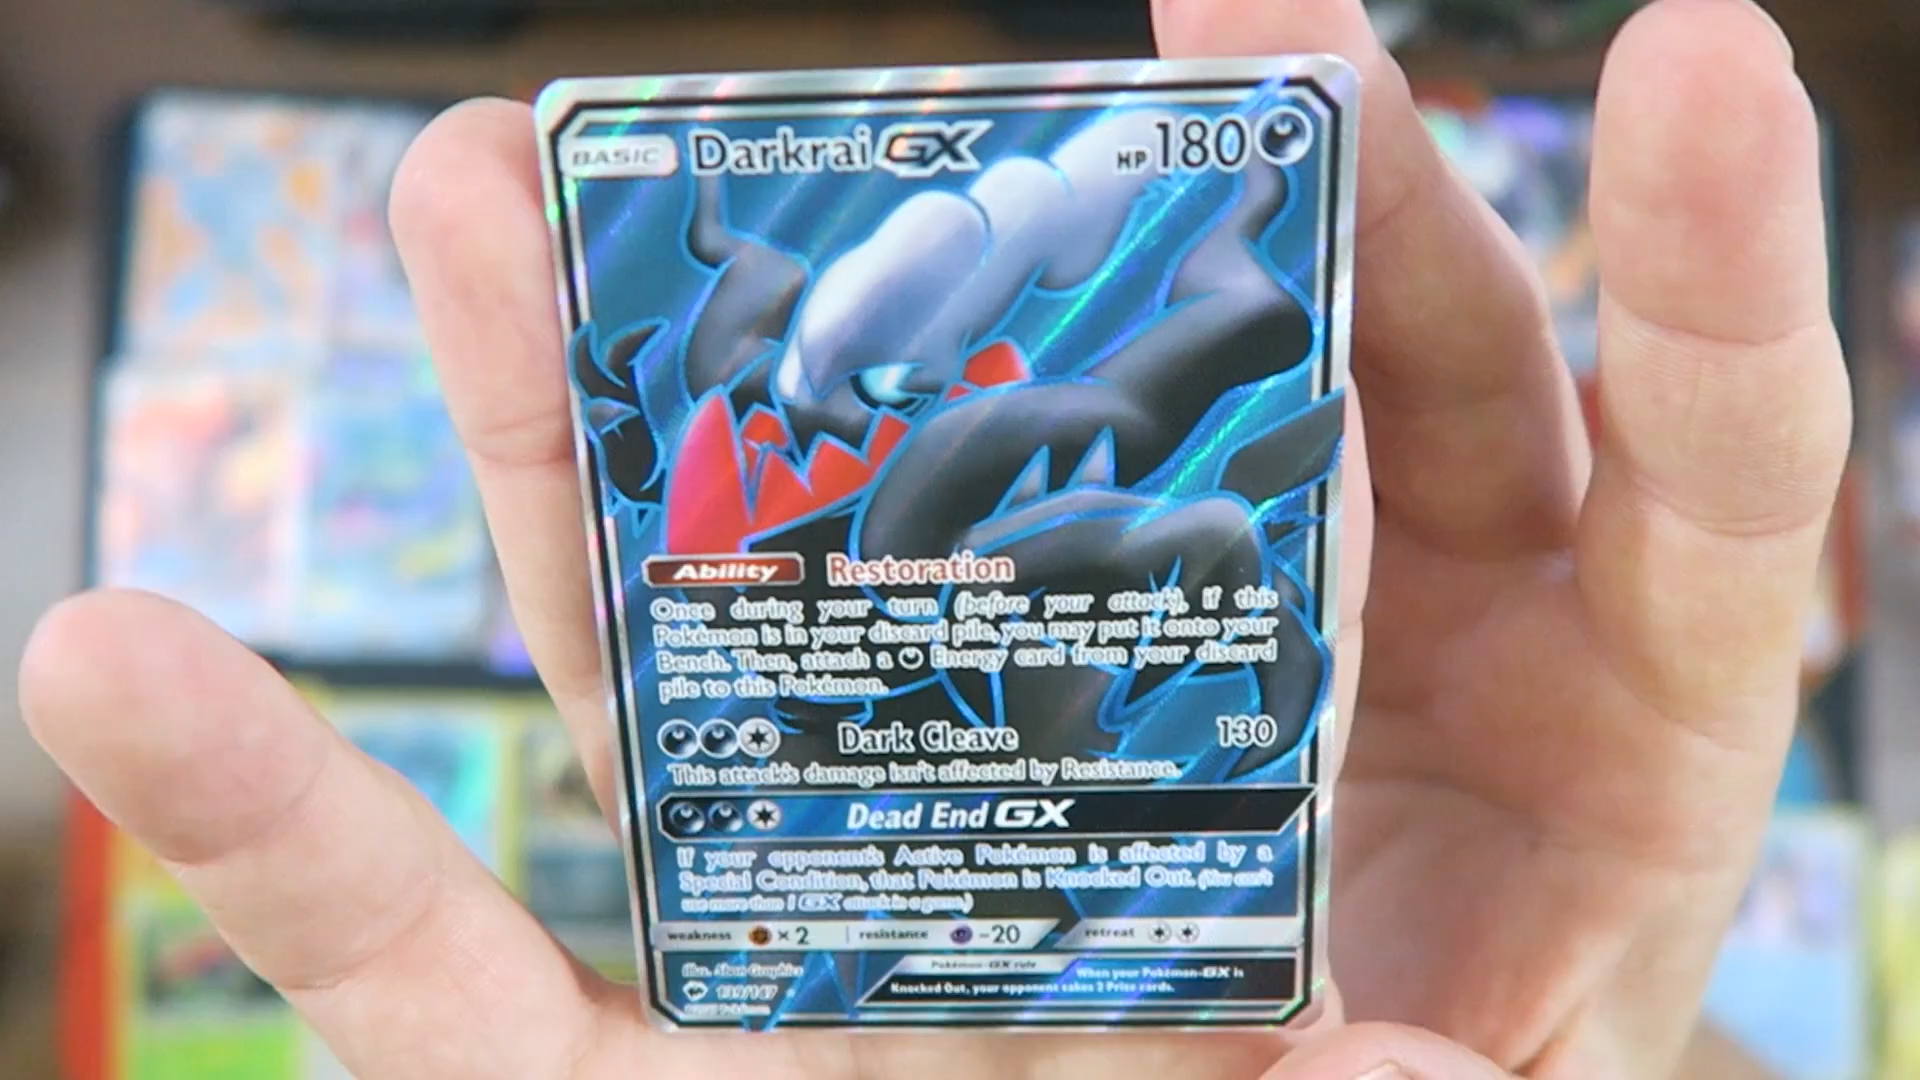 BASIC Darkrai GX HP 180
Ability Restoration
Once during your turn (before your attack), if this
Pokémon is in your discard pile, you may put it onto your
Bench. Then, attach a Energy card from your discard
pile to this Pokémon.
Dark Cleave 130
This attack's damage isn't affected by Resistance.
Dead End GX
If your opponent's Active Pokémon is affected by a
Special Condition, that Pokémon is Knocked Out. (You can't
use more than 1 GX attack in a game.)
weakness ×2 resistance -20 retreat
Illus. 5ban Graphics
Pokémon-GX rule
When your Pokémon-GX is
Knocked Out, your opponent takes 2 Prize cards.
139/147